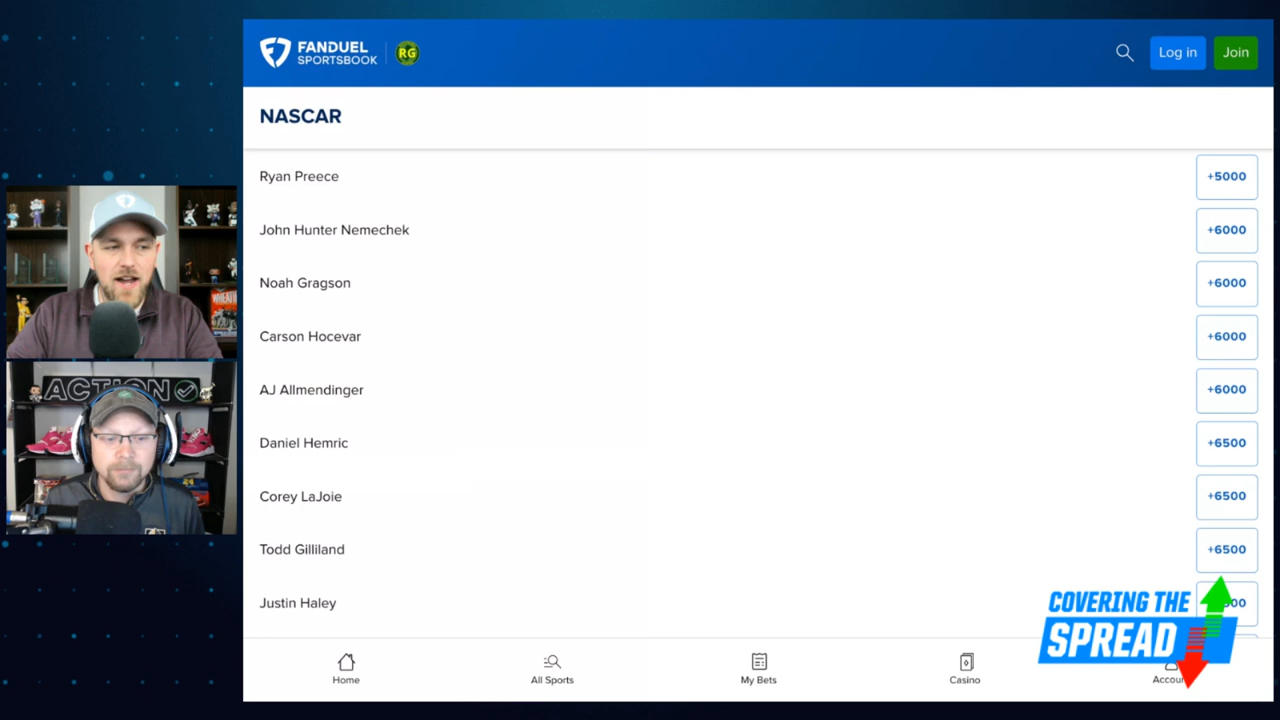 FANDUEL
SPORTSBOOK
RG
Log in
Join
NASCAR
Ryan Preece
+5000
John Hunter Nemechek
+6000
Noah Gragson
+6000
Carson Hocevar
+6000
AJ Allmendinger
+6000
Daniel Hemric
+6500
Corey LaJoie
+6500
Todd Gilliland
+6500
Justin Haley
ACTION
COVERING THE
SPREAD
Home
All Sports
My Bets
Casino